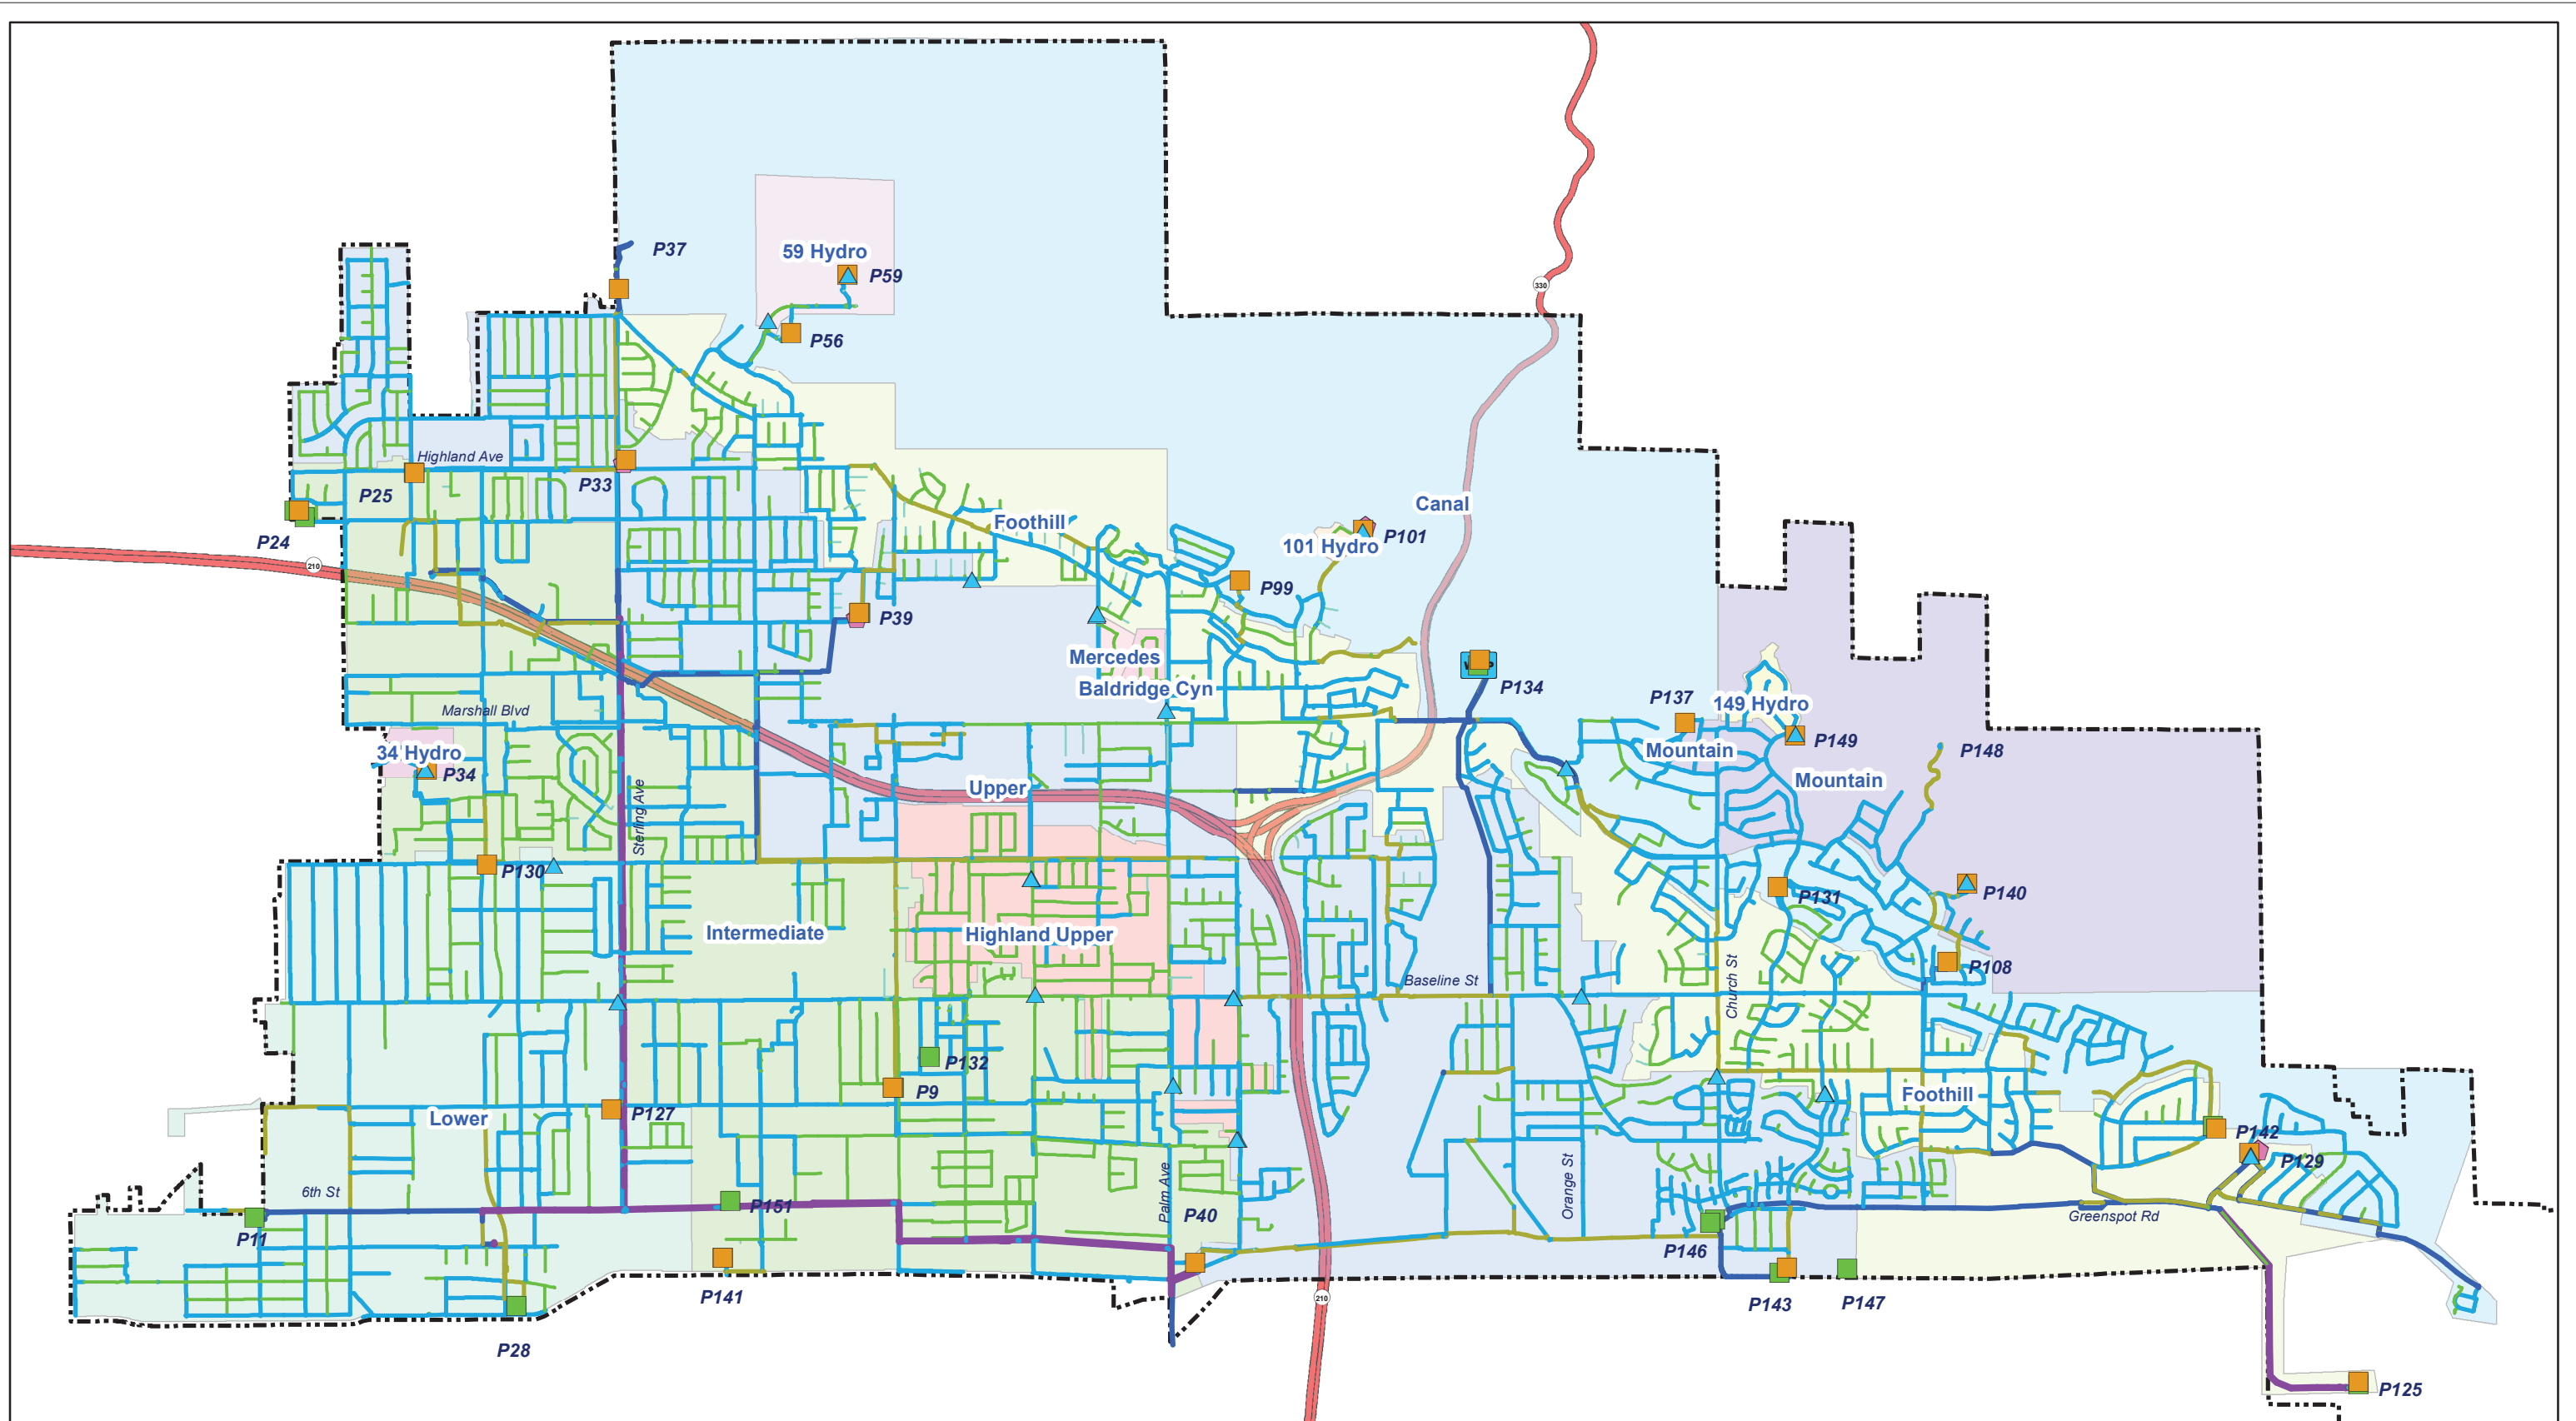 P37
59 Hydro
P59
330
P56
Highland Ave
P33
P25
Canal
Foothill
P101
101 Hydro
P24
210
P99
P39
Mercedes
Baldridge Cyn
P134
P137
149 Hydro
Marshall Blvd
P149
Mountain
P148
34 Hydro
P34
Mountain
Upper
Sterling Ave
P130
P140
P131
Intermediate
Highland Upper
P108
Baseline St
Church St
P132
P9
Foothill
P127
Lower
P142
P129
6th St
Palm Ave
Orange St
P151
P40
Greenspot Rd
P11
P146
P141
210
P143
P147
P28
P125